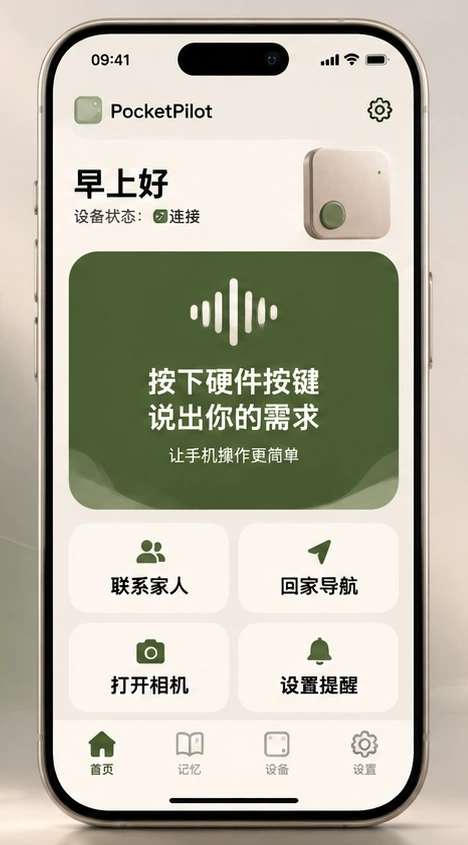 09:41
PocketPilot
早上好
设备状态： 连接
按下硬件按键
说出你的需求
让手机操作更简单
联系家人
回家导航
打开相机
设置提醒
首页
记忆
设备
设置